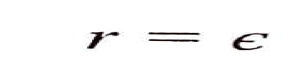 r = ϵ